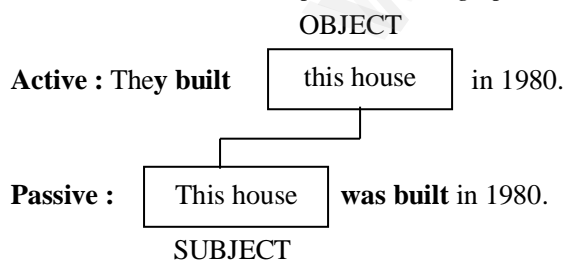 OBJECT
Active : They built this house in 1980.
Passive : This house was built in 1980.
SUBJECT